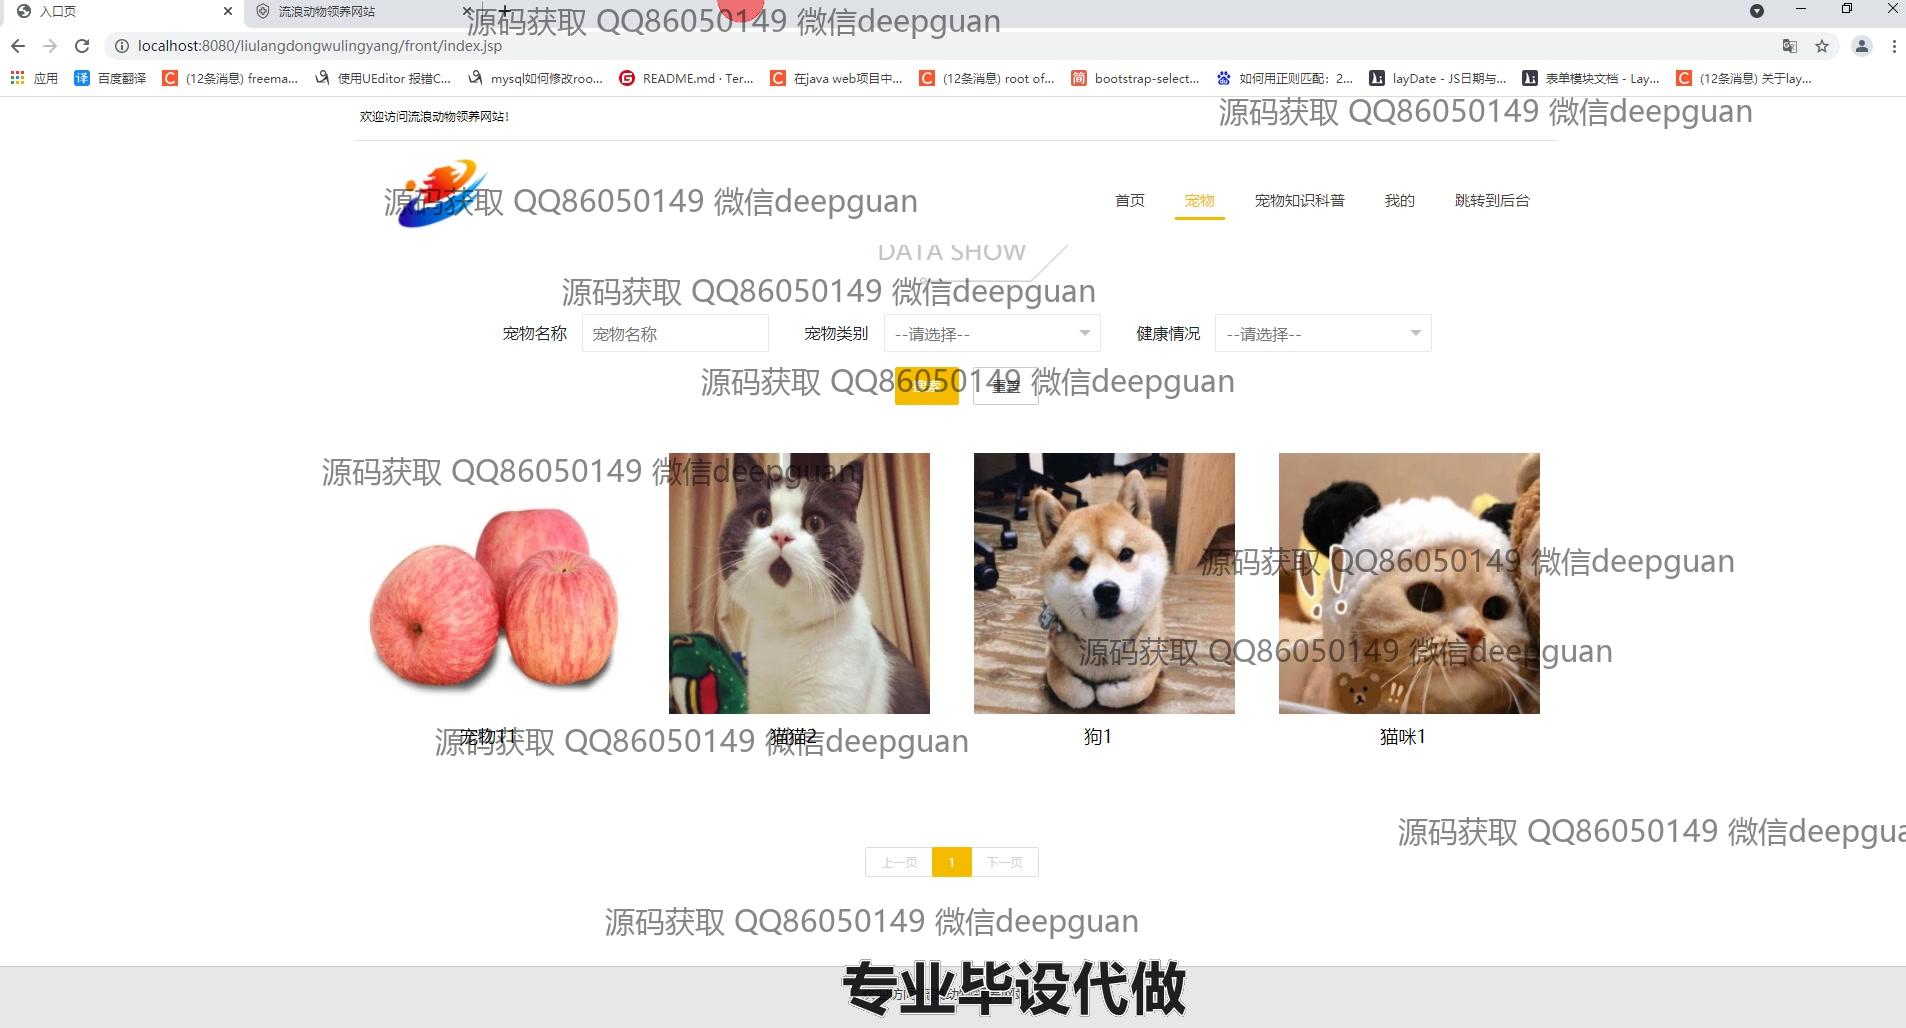 入口页
流浪动物领养网站
源码获取 QQ86050149 微信deepguan
localhost:8080/liulangdongwulingyang/front/index.jsp
应用
百度翻译
(12条消息) freema...
使用UEditor 报错C...
mysql如何修改roo...
README.md · Ter...
在java web项目中...
(12条消息) root of...
bootstrap-select...
如何用正则匹配：2...
layDate - JS日期与...
表单模块文档 - Lay...
(12条消息) 关于lay...
源码获取 QQ86050149 微信deepguan
欢迎访问流浪动物领养网站!
源码获取 QQ86050149 微信deepguan
首页 宠物 宠物知识科普 我的 跳转到后台
DATA SHOW
源码获取 QQ86050149 微信deepguan
宠物名称 宠物名称 宠物类别 --请选择-- 健康情况 --请选择--
源码获取 QQ86050149 微信deepguan
搜索 重置
源码获取 QQ86050149 微信deepguan
源码获取 QQ86050149 微信deepguan
源码获取 QQ86050149 微信deepguan
宠物11 猫猫2 狗1 猫咪1
源码获取 QQ86050149 微信deepguan
源码获取 QQ86050149 微信deepgua
上一页 1 下一页
源码获取 QQ86050149 微信deepguan
专业毕设代做